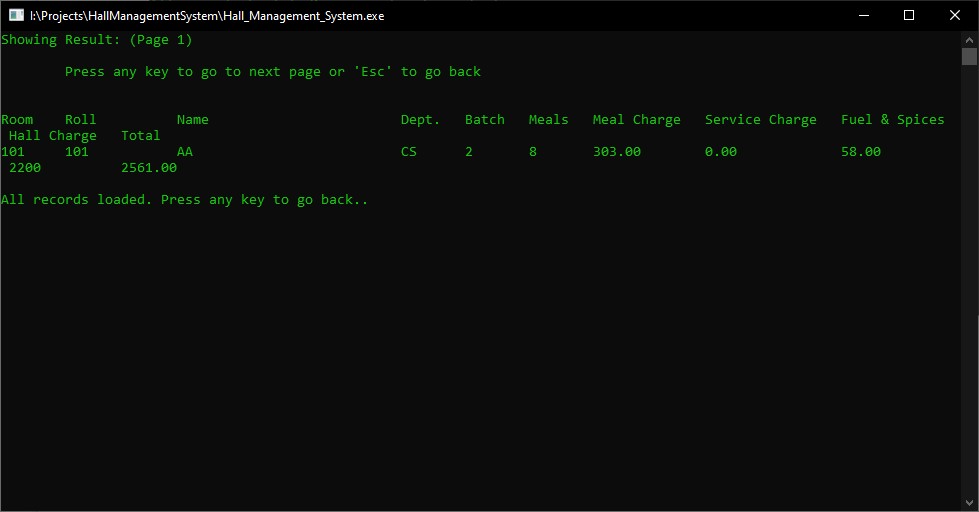 I:\Projects\HallManagementSystem\Hall_Management_System.exe
Showing Result: (Page 1)
Press any key to go to next page or 'Esc' to go back
Room Roll Name Dept. Batch Meals Meal Charge Service Charge Fuel & Spices
Hall Charge Total
101 101 AA CS 2 8 303.00 0.00 58.00
2200 2561.00
All records loaded. Press any key to go back..